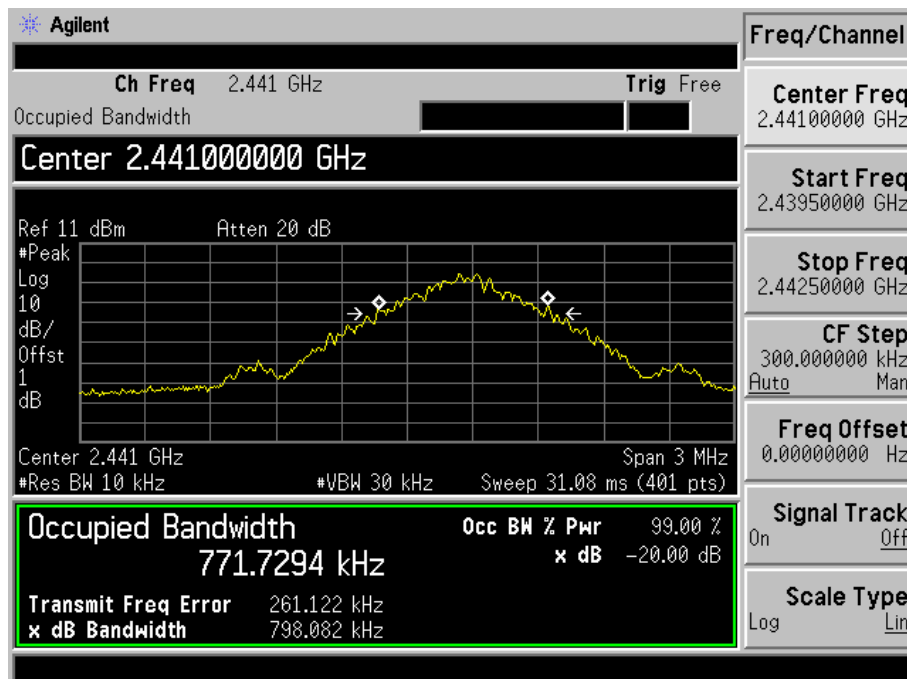 Agilent
Freq/Channel
Ch Freq 2.441 GHz Trig Free
Occupied Bandwidth
Center 2.441000000 GHz
Ref 11 dBm Atten 20 dB
#Peak
Log
10
dB/
Offst
1
dB
Center 2.441 GHz Span 3 MHz
#Res BW 10 kHz #VBW 30 kHz Sweep 31.08 ms (401 pts)
Occupied Bandwidth
771.7294 kHz
Occ BW % Pwr 99.00 %
x dB -20.00 dB
Transmit Freq Error 261.122 kHz
x dB Bandwidth 798.082 kHz
Center Freq
2.44100000 GHz
Start Freq
2.43950000 GHz
Stop Freq
2.44250000 GHz
CF Step
300.000000 kHz
Auto Man
Freq Offset
0.00000000 Hz
Signal Track
On Off
Scale Type
Log Lin